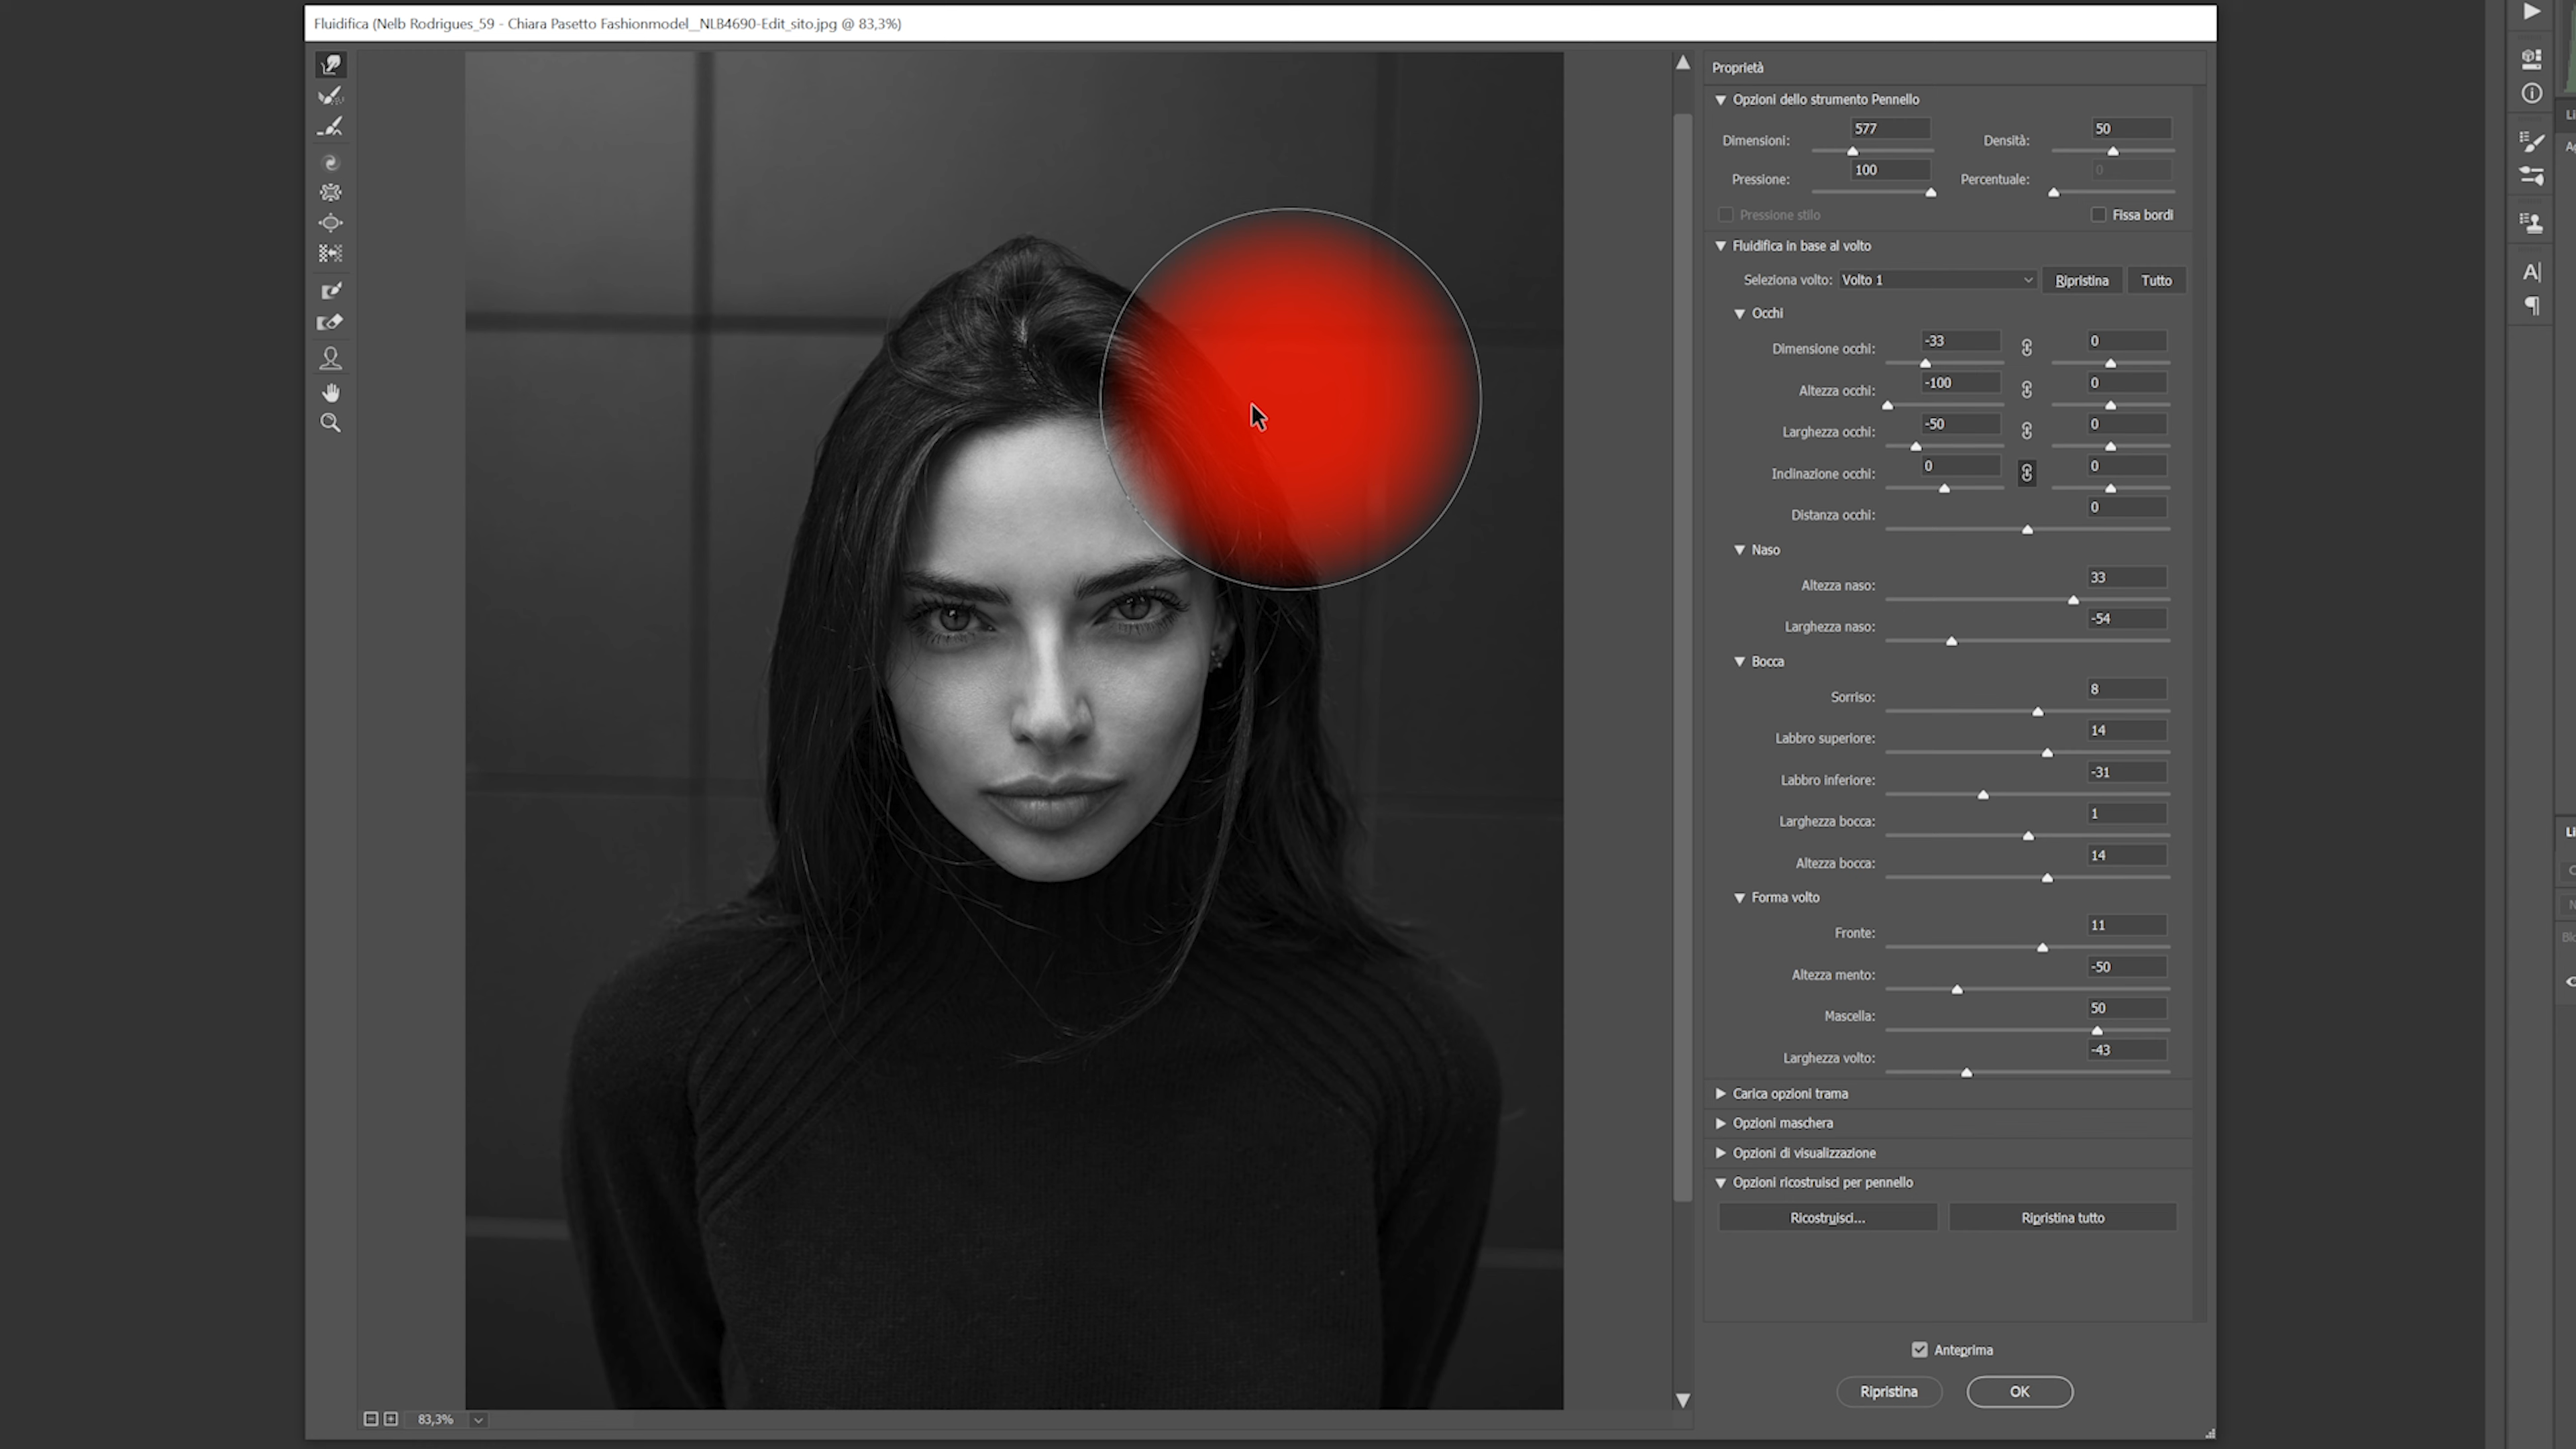 Fluidifica (Nelb Rodrigues_59 - Chiara Pasetto Fashionmodel__NLB4690-Edit_sito.jpg @ 83,3%)
Proprietà
Opzioni dello strumento Pennello
Dimensioni: 577 Densità: 50
Pressione: 100 Percentuale: 0
Pressione stilo Fissa bordi
Fluidifica in base al volto
Seleziona volto: Volto 1 Ripristina Tutto
Occhi
Dimensione occhi: -33 0
Altezza occhi: -100 0
Larghezza occhi: -50 0
Inclinazione occhi: 0 0
Distanza occhi: 0
Naso
Altezza naso: 33
Larghezza naso: -54
Bocca
Sorriso: 8
Labbro superiore: 14
Labbro inferiore: -31
Larghezza bocca: 1
Altezza bocca: 14
Forma volto
Fronte: 11
Altezza mento: -50
Mascella: 50
Larghezza volto: -43
Carica opzioni trama
Opzioni maschera
Opzioni di visualizzazione
Opzioni ricostruisci per pennello
Ricostruisci... Ripristina tutto
Anteprima
Ripristina OK
83,3%